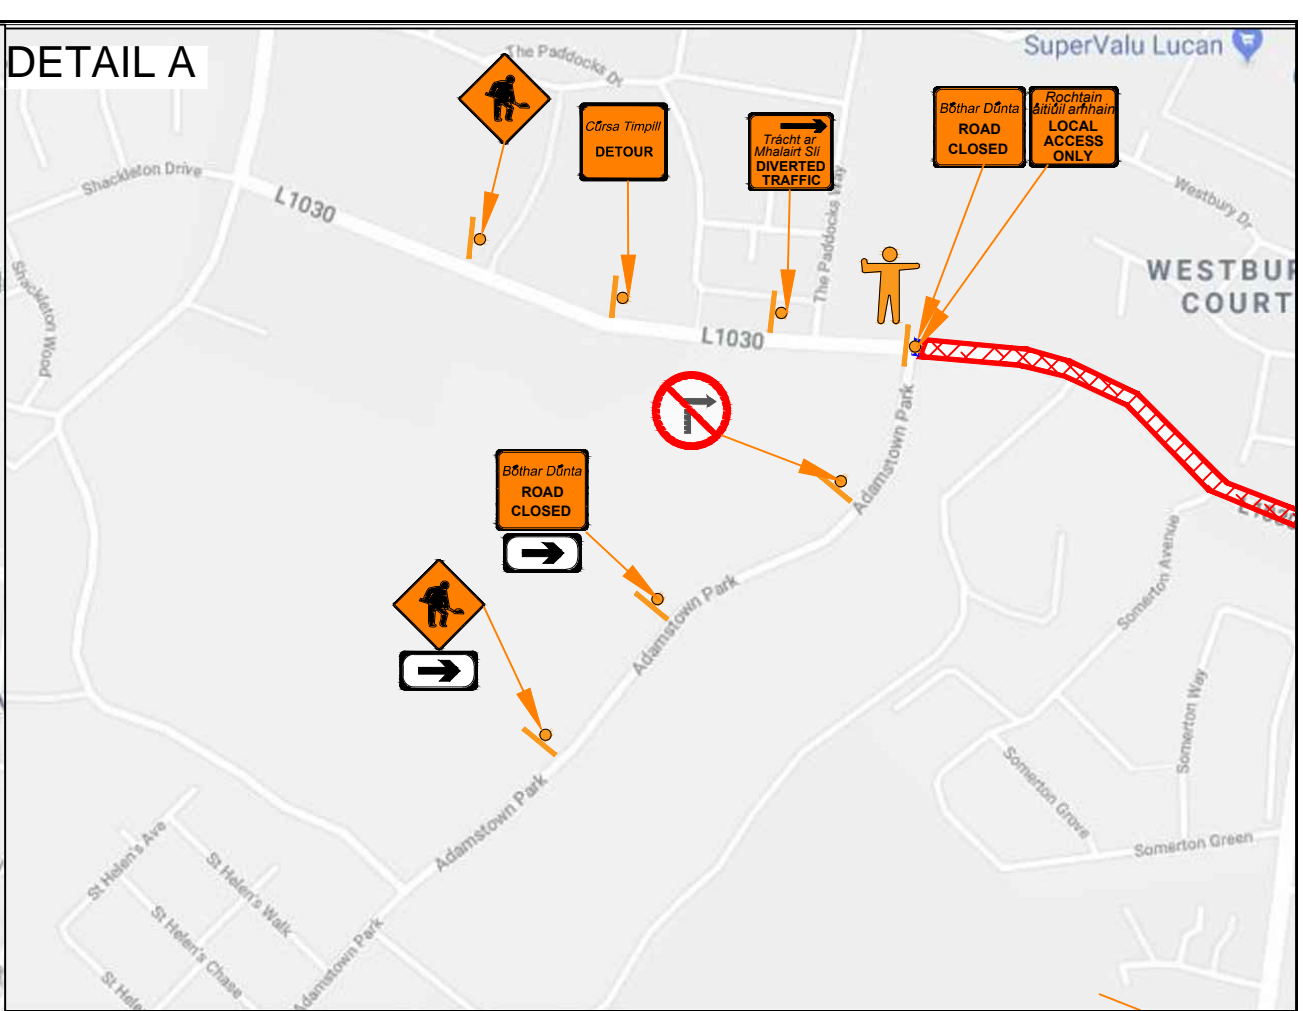 DETAIL A
SuperValu Lucan
The Paddocks Dr
Cúrsa Timpill
DETOUR
Trácht ar
Mhalairt Slí
DIVERTED
TRAFFIC
Bóthar Dúnta
ROAD
CLOSED
Rochtain
áitiúil amháin
LOCAL
ACCESS
ONLY
Shackleton Drive
L1030
Westbury Dr
The Paddocks Way
WESTBUR
COURT
Shackleton Wood
L1030
Adamstown Park
Bóthar Dúnta
ROAD
CLOSED
L1030
Somerton Avenue
Adamstown Park
Somerton Way
Somerton Grove
Somerton Green
Adamstown Park
St Helen's Ave
St Helen's Walk
St Helen's Chase
Adamstown Park
St Hele